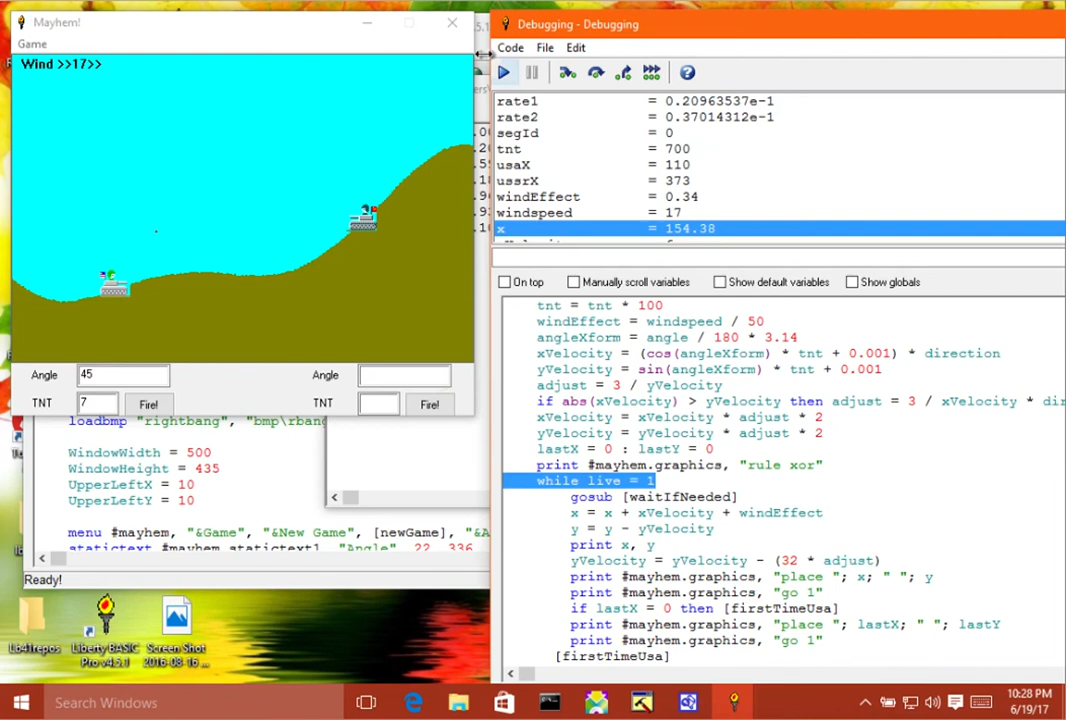 Mayhem!
Game
Wind >>17>>
Angle
45
Angle
TNT
7
Fire!
TNT
Fire!
5.1
Debugging - Debugging
Code File Edit
rate1 = 0.20963537e-1
rate2 = 0.37014312e-1
segId = 0
tnt = 700
usaX = 110
ussrX = 373
windEffect = 0.34
windspeed = 17
x = 154.38
On top
Manually scroll variables
Show default variables
Show globals
tnt = tnt * 100
windEffect = windspeed / 50
angleXform = angle / 180 * 3.14
xVelocity = (cos(angleXform) * tnt + 0.001) * direction
yVelocity = sin(angleXform) * tnt + 0.001
adjust = 3 / yVelocity
if abs(xVelocity) > yVelocity then adjust = 3 / xVelocity * dir
xVelocity = xVelocity * adjust * 2
yVelocity = yVelocity * adjust * 2
lastX = 0 : lastY = 0
print #mayhem.graphics, "rule xor"
while live = 1
gosub [waitIfNeeded]
x = x + xVelocity + windEffect
y = y - yVelocity
print x, y
yVelocity = yVelocity - (32 * adjust)
print #mayhem.graphics, "place "; x; " "; y
print #mayhem.graphics, "go 1"
if lastX = 0 then [firstTimeUsa]
print #mayhem.graphics, "place "; lastX; " "; lastY
print #mayhem.graphics, "go 1"
[firstTimeUsa]
loadbmp "rightbang", "bmp\rbang
WindowWidth = 500
WindowHeight = 435
UpperLeftX = 10
UpperLeftY = 10
menu #mayhem, "&Game", "&New Game", [newGame], "&A
statictext #mayhem.statictext1, "Angle", 22, 336
Ready!
Lb41repos
Liberty BASIC
Pro v4.5.1
Screen Shot
2016-08-16 ...
Search Windows
10:28 PM
6/19/17